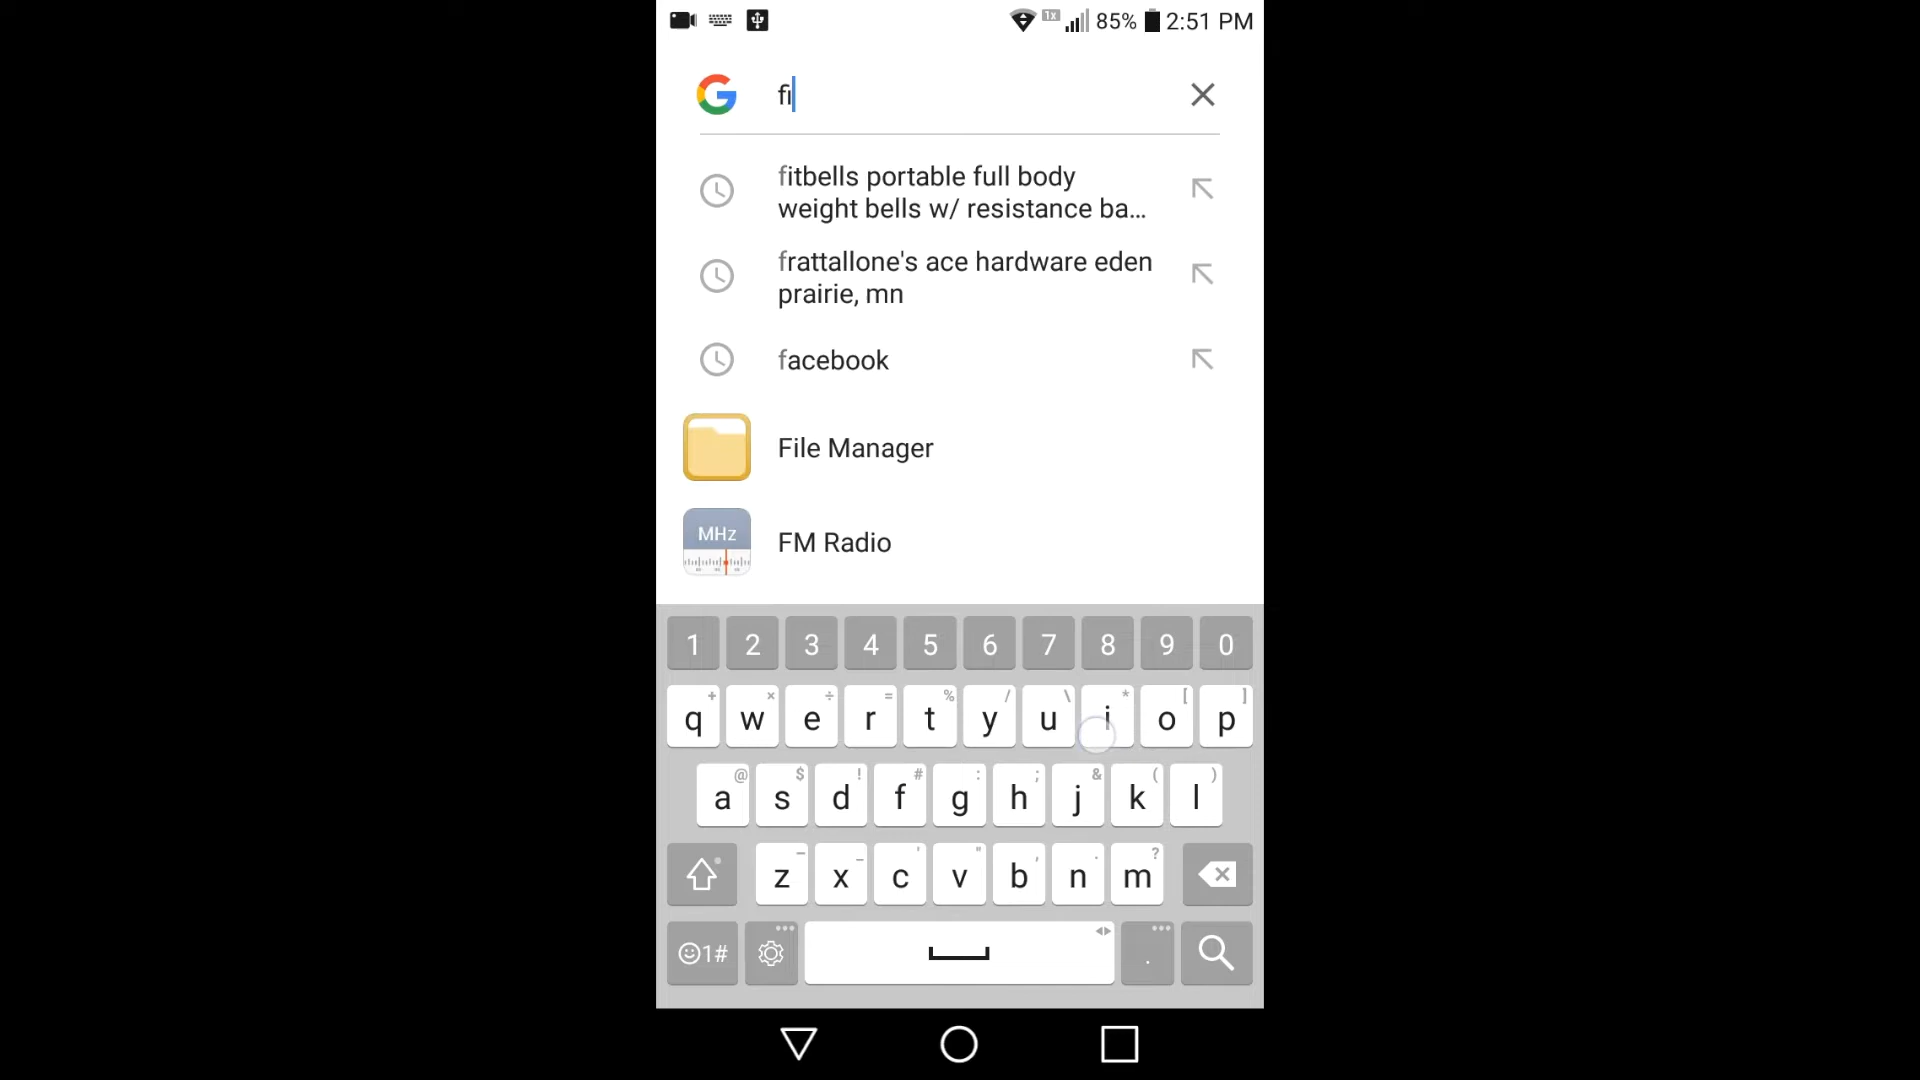 1x 85% 2:51 PM
fi
fitbells portable full body
weight bells w/ resistance ba...
frattallone's ace hardware eden
prairie, mn
facebook
File Manager
MHz
FM Radio
1 2 3 4 5 6 7 8 9 0
+ × ÷ = % / \ * [ ]
q w e r t y u i o p
@ $ ! # : ; & ( )
a s d f g h j k l
– _ ' " , . ?
z x c v b n m
1# .